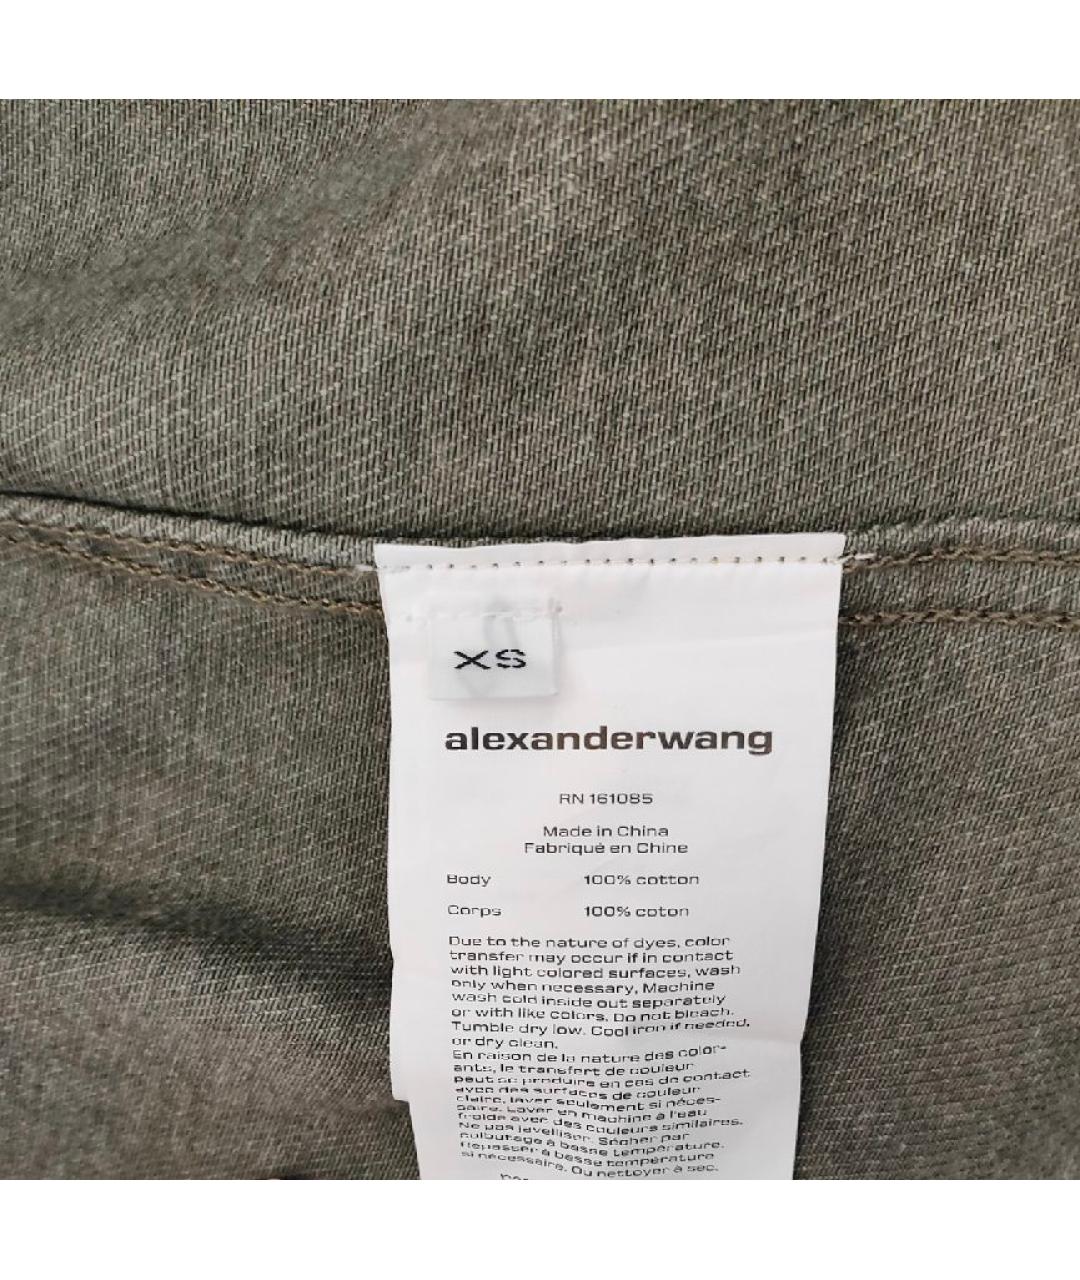 XS
alexanderwang
RN 161085
Made in China
Fabriqué en Chine
Body 100% cotton
Corps 100% coton
Due to the nature of dyes, color
transfer may occur if in contact
with light colored surfaces, wash
only when necessary, Machine
wash cold inside out separately
or with like colors. Do not bleach.
Tumble dry low. Cool iron if needed.
or dry clean.
En raison de la nature des color-
ants, le transfert de couleur
peut se produire en cas de contact
avec des surfaces de couleur
claire, laver seulement si néces-
saire. Laver en machine à l'eau
froide avec des couleurs similaires.
Ne pas javelliser. Sécher par
culbutage à basse température.
Repasser à basse température
si nécessaire. Ou nettoyer à sec.